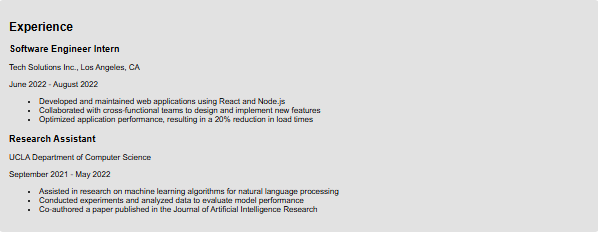 Experience
Software Engineer Intern
Tech Solutions Inc., Los Angeles, CA
June 2022 - August 2022
• Developed and maintained web applications using React and Node.js
• Collaborated with cross-functional teams to design and implement new features
• Optimized application performance, resulting in a 20% reduction in load times
Research Assistant
UCLA Department of Computer Science
September 2021 - May 2022
• Assisted in research on machine learning algorithms for natural language processing
• Conducted experiments and analyzed data to evaluate model performance
• Co-authored a paper published in the Journal of Artificial Intelligence Research